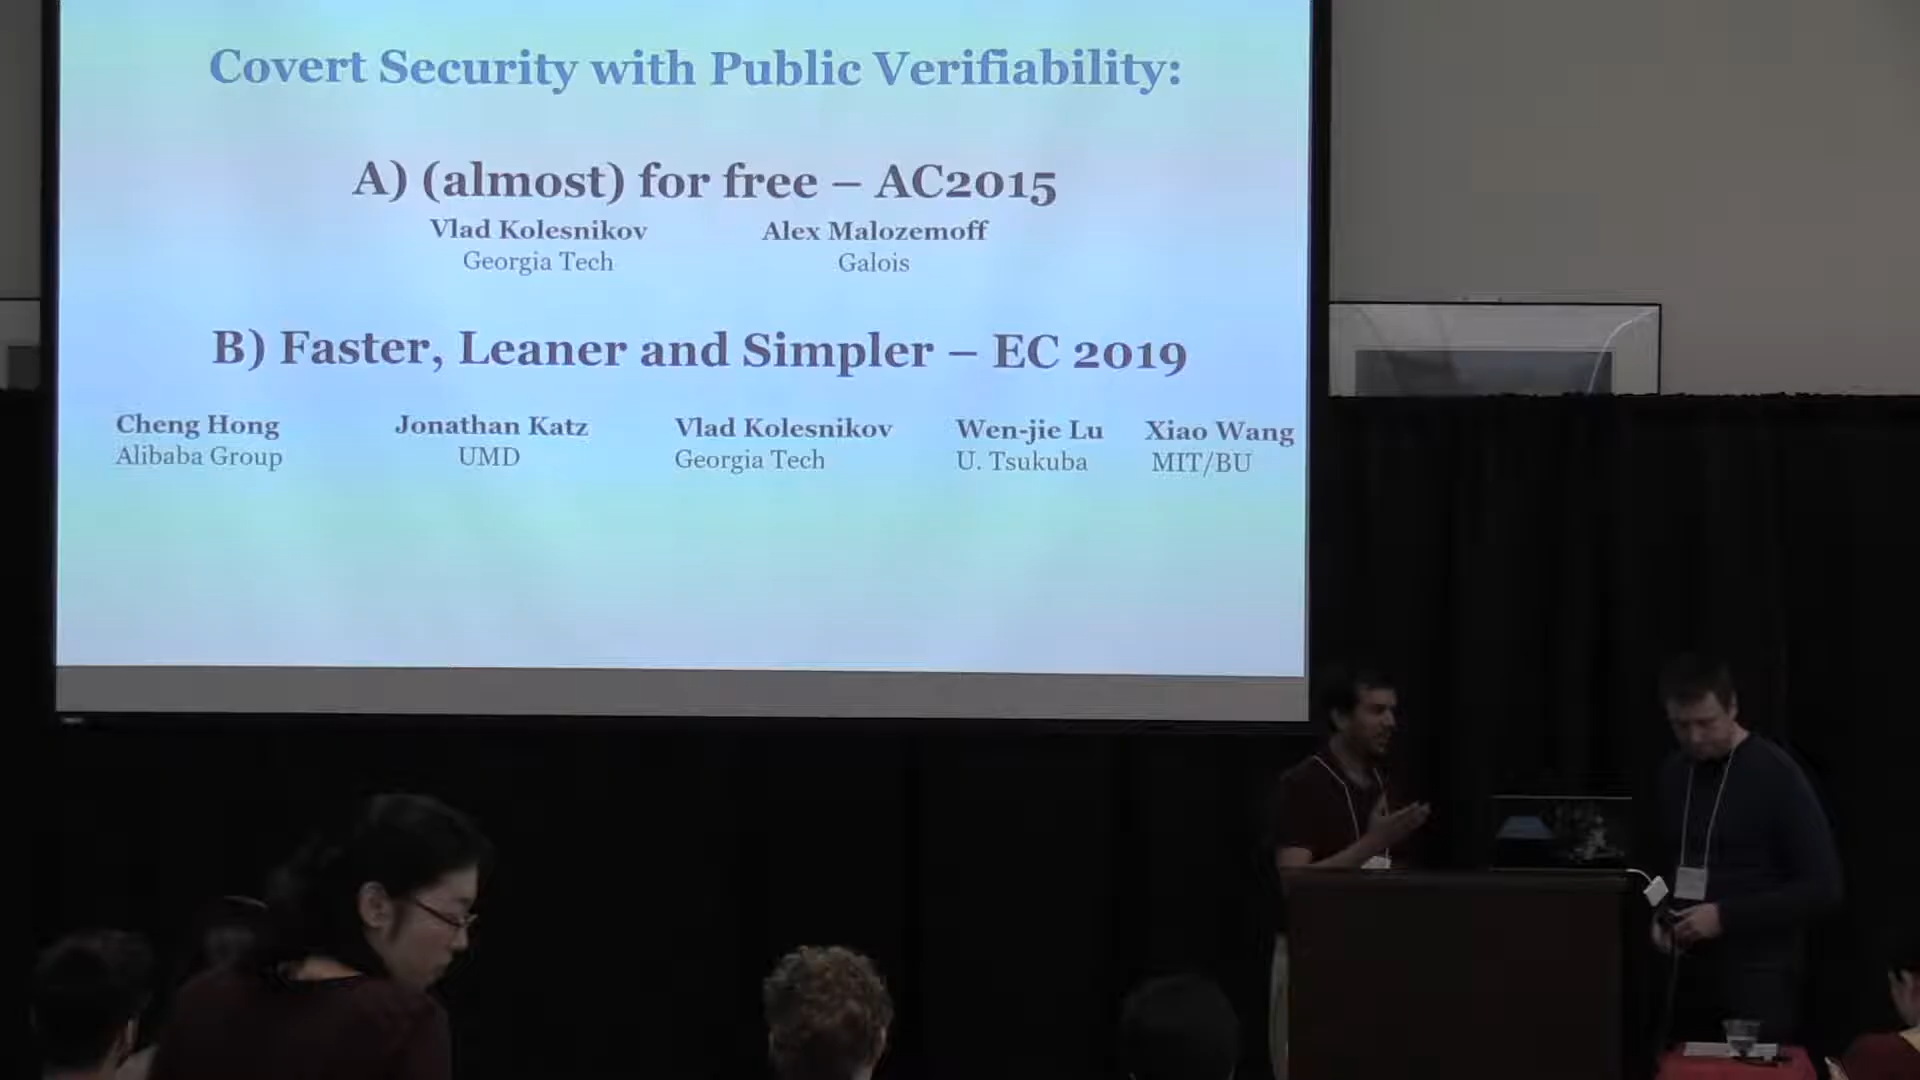 Covert Security with Public Verifiability:
A) (almost) for free – AC2015
Vlad Kolesnikov Alex Malozemoff
Georgia Tech Galois
B) Faster, Leaner and Simpler – EC 2019
Cheng Hong Jonathan Katz Vlad Kolesnikov Wen-jie Lu Xiao Wang
Alibaba Group UMD Georgia Tech U. Tsukuba MIT/BU